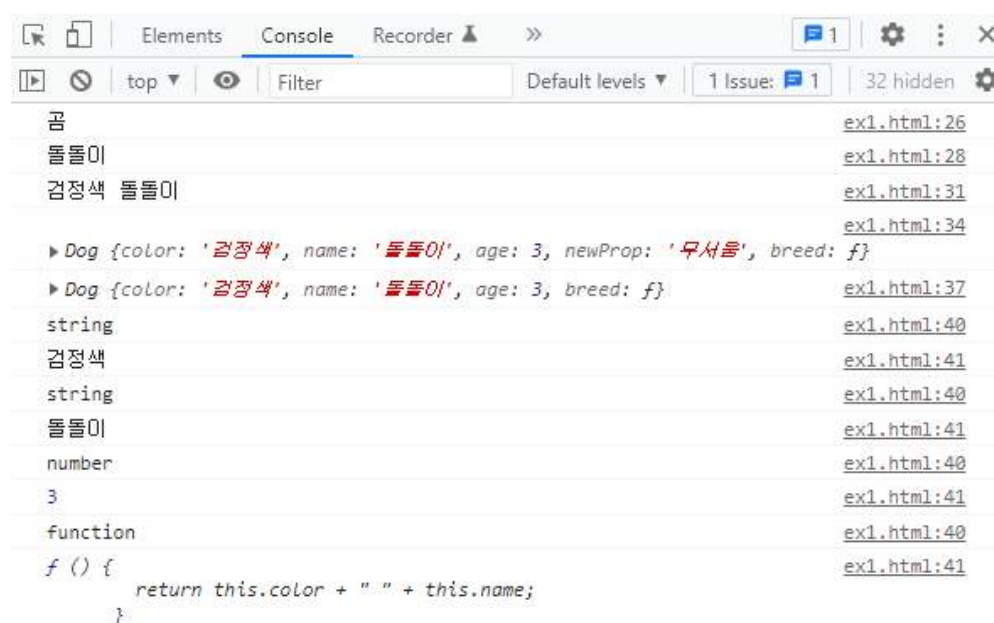 Elements Console Recorder » 1
top ▼ Filter Default levels ▼ 1 Issue: 1 32 hidden
곰 ex1.html:26
돌돌이 ex1.html:28
검정색 돌돌이 ex1.html:31
ex1.html:34
▶ Dog {color: '검정색', name: '돌돌이', age: 3, newProp: '무서움', breed: ƒ}
▶ Dog {color: '검정색', name: '돌돌이', age: 3, breed: ƒ} ex1.html:37
string ex1.html:40
검정색 ex1.html:41
string ex1.html:40
돌돌이 ex1.html:41
number ex1.html:40
3 ex1.html:41
function ex1.html:40
ƒ () { ex1.html:41
return this.color + " " + this.name;
}